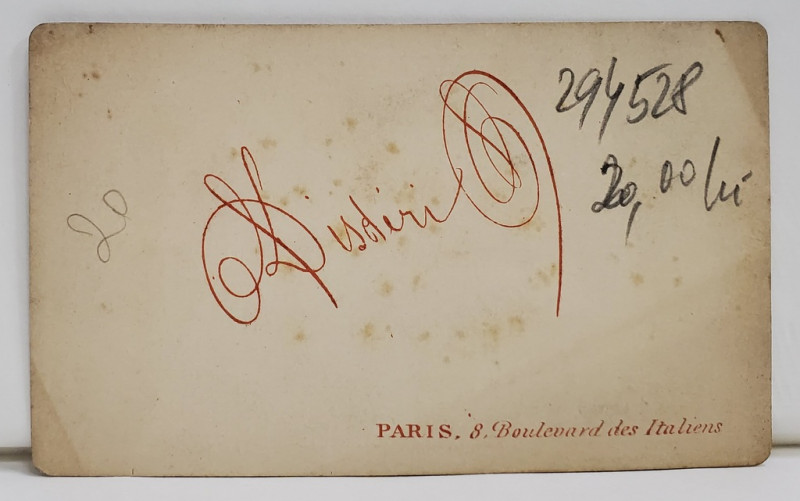 294528
20,00 lei
20
Disdéri
PARIS. 8. Boulevard des Italiens